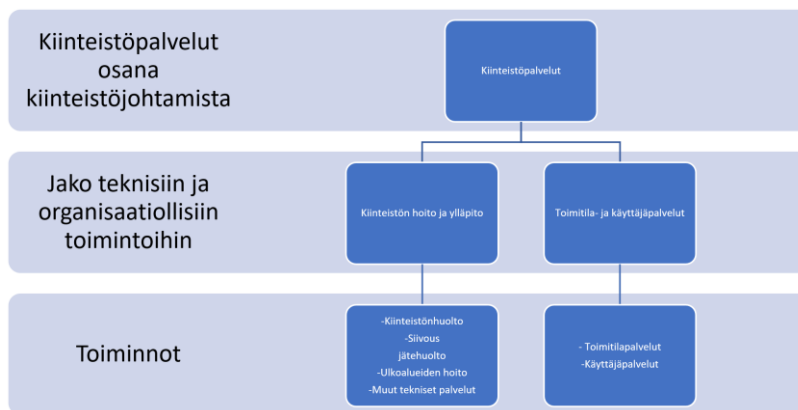 Kiinteistöpalvelut
osana
kiinteistöjohtamista
Kiinteistöpalvelut
Jako teknisiin ja
organisaatiollisiin
toimintoihin
Kiinteistön hoito ja ylläpito
Toimitila- ja käyttäjäpalvelut
Toiminnot
-Kiinteistönhuolto
-Siivous
jätehuolto
-Ulkoalueiden hoito
-Muut tekniset palvelut
- Toimitilapalvelut
-Käyttäjäpalvelut